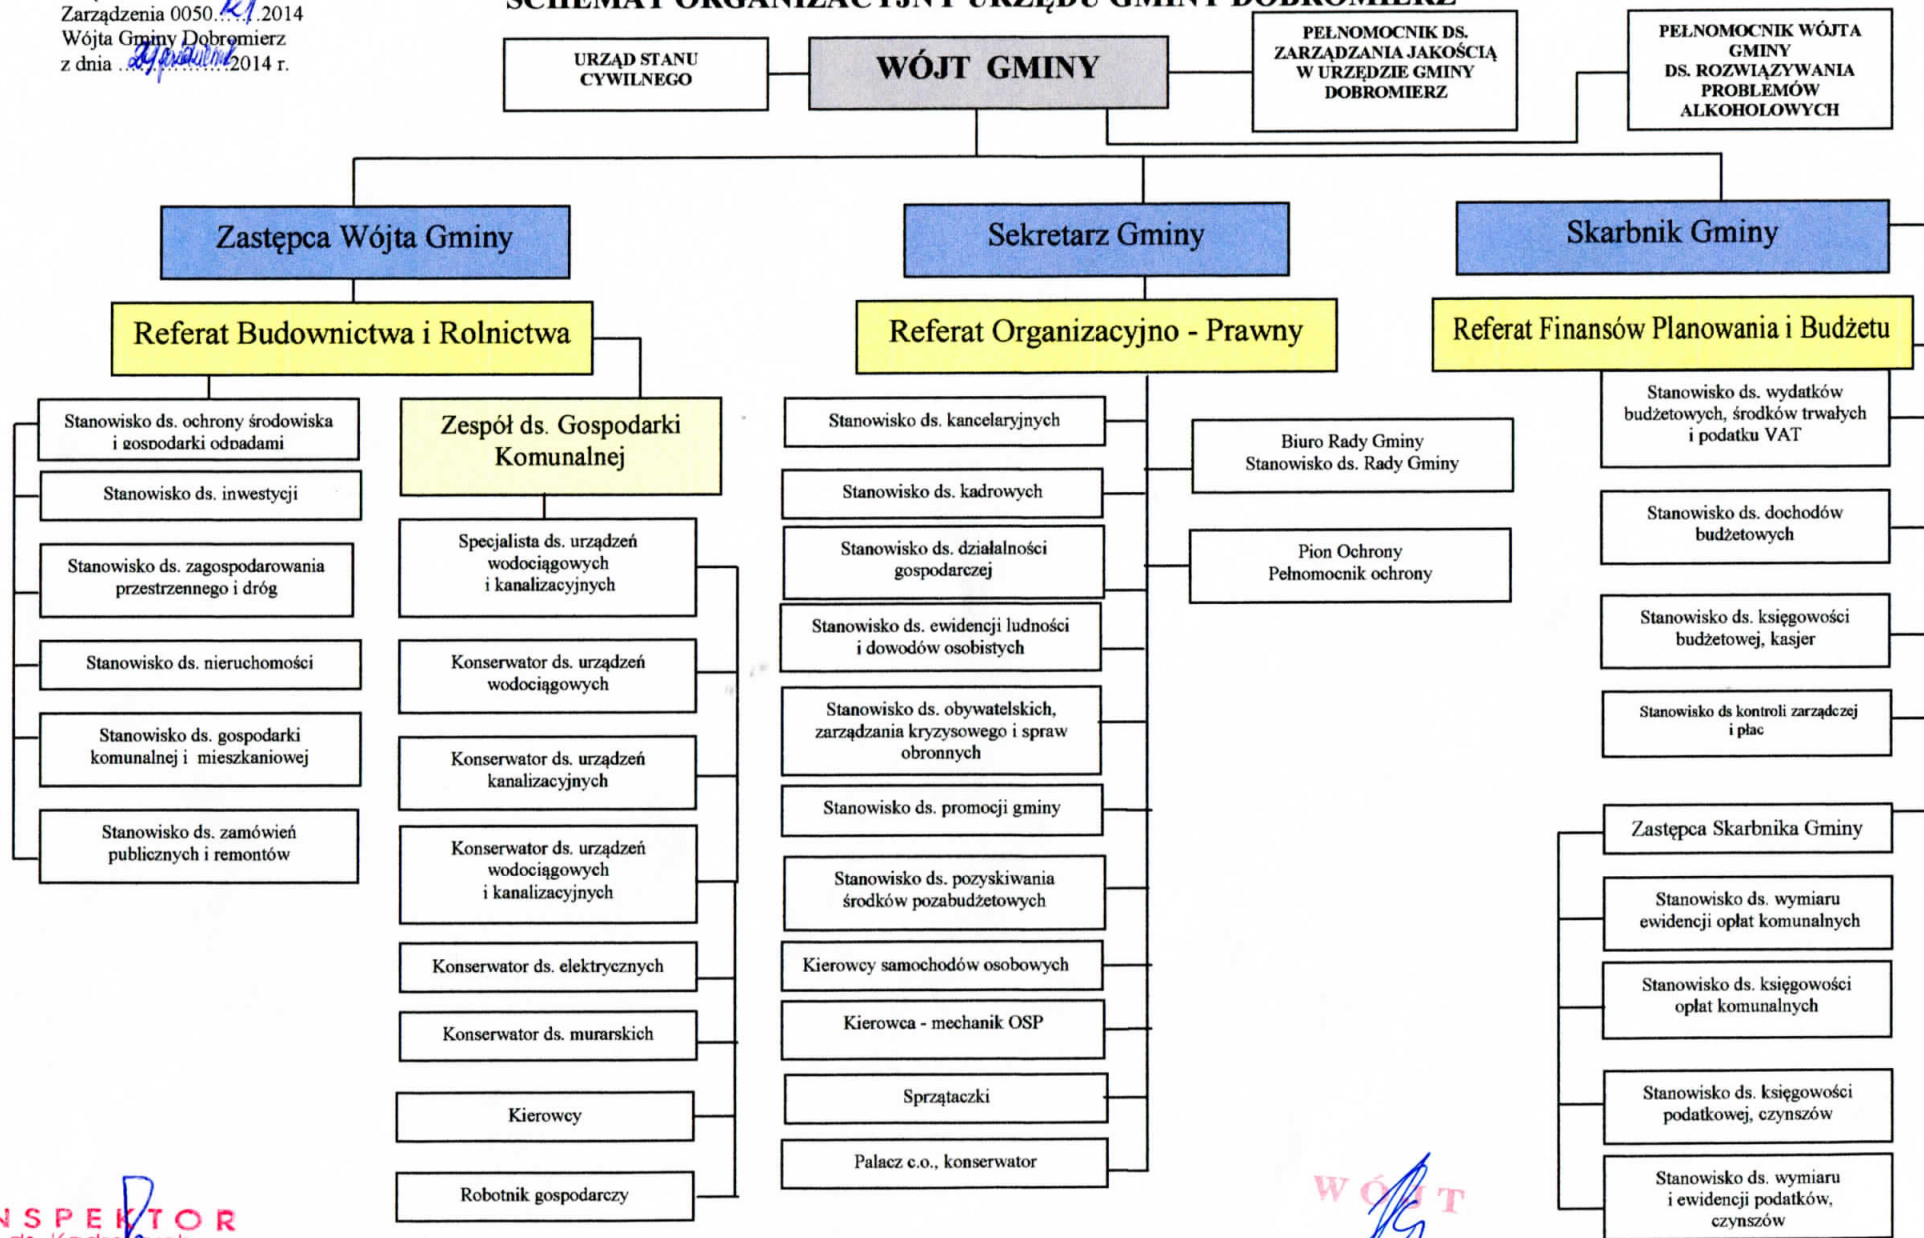 Zarządzenia 0050.....2014
Wójta Gminy Dobromierz
z dnia ...29 października...2014 r.
SCHEMAT ORGANIZACYJNY URZĘDU GMINY DOBROMIERZ
URZĄD STANU
CYWILNEGO
WÓJT GMINY
PEŁNOMOCNIK DS.
ZARZĄDZANIA JAKOŚCIĄ
W URZĘDZIE GMINY
DOBROMIERZ
PEŁNOMOCNIK WÓJTA
GMINY
DS. ROZWIĄZYWANIA
PROBLEMÓW
ALKOHOLOWYCH
Zastępca Wójta Gminy
Sekretarz Gminy
Skarbnik Gminy
Referat Budownictwa i Rolnictwa
Referat Organizacyjno - Prawny
Referat Finansów Planowania i Budżetu
Stanowisko ds. ochrony środowiska
i gospodarki odpadami
Stanowisko ds. inwestycji
Stanowisko ds. zagospodarowania
przestrzennego i dróg
Stanowisko ds. nieruchomości
Stanowisko ds. gospodarki
komunalnej i mieszkaniowej
Stanowisko ds. zamówień
publicznych i remontów
Zespół ds. Gospodarki
Komunalnej
Specjalista ds. urządzeń
wodociągowych
i kanalizacyjnych
Konserwator ds. urządzeń
wodociągowych
Konserwator ds. urządzeń
kanalizacyjnych
Konserwator ds. urządzeń
wodociągowych
i kanalizacyjnych
Konserwator ds. elektrycznych
Konserwator ds. murarskich
Kierowcy
Robotnik gospodarczy
Stanowisko ds. kancelaryjnych
Stanowisko ds. kadrowych
Stanowisko ds. działalności
gospodarczej
Stanowisko ds. ewidencji ludności
i dowodów osobistych
Stanowisko ds. obywatelskich,
zarządzania kryzysowego i spraw
obronnych
Stanowisko ds. promocji gminy
Stanowisko ds. pozyskiwania
środków pozabudżetowych
Kierowcy samochodów osobowych
Kierowca - mechanik OSP
Sprzątaczki
Palacz c.o., konserwator
Biuro Rady Gminy
Stanowisko ds. Rady Gminy
Pion Ochrony
Pełnomocnik ochrony
Stanowisko ds. wydatków
budżetowych, środków trwałych
i podatku VAT
Stanowisko ds. dochodów
budżetowych
Stanowisko ds. księgowości
budżetowej, kasjer
Stanowisko ds kontroli zarządczej
i płac
Zastępca Skarbnika Gminy
Stanowisko ds. wymiaru
ewidencji opłat komunalnych
Stanowisko ds. księgowości
opłat komunalnych
Stanowisko ds. księgowości
podatkowej, czynszów
Stanowisko ds. wymiaru
i ewidencji podatków,
czynszów
NSPEKTOR
WÓJT